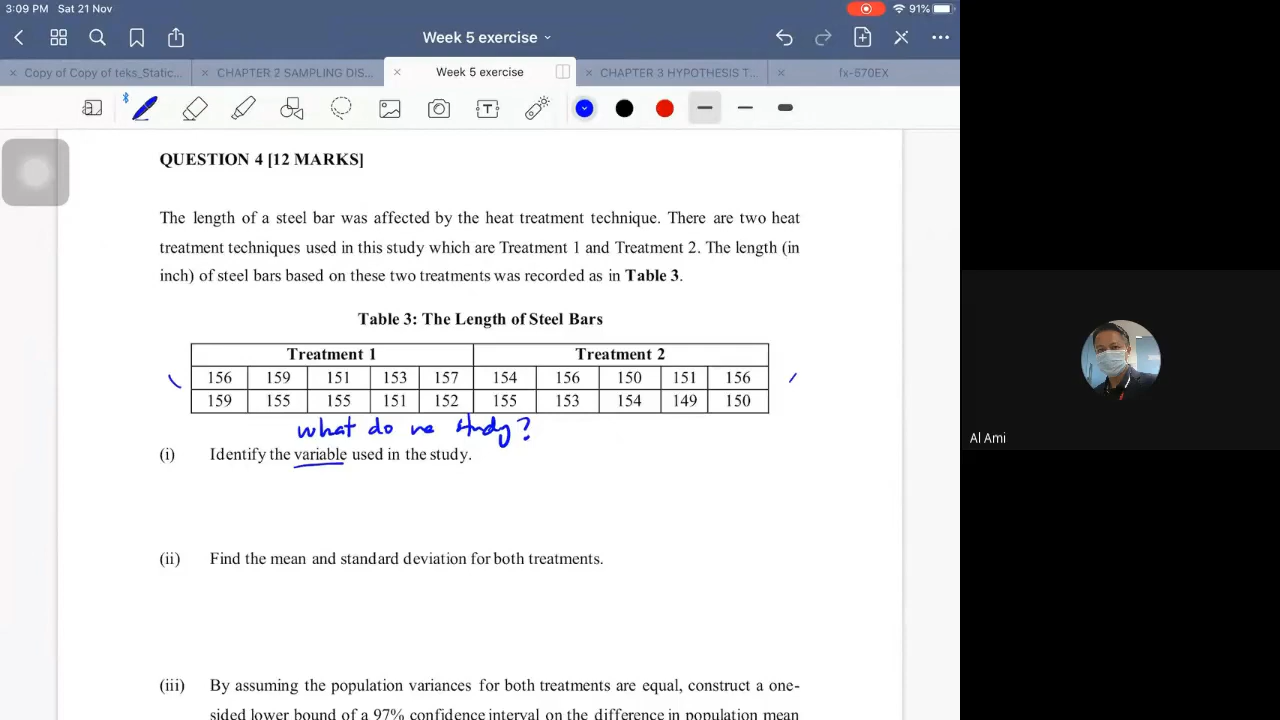 3:09 PM Sat 21 Nov 91%
Week 5 exercise
Copy of Copy of teks_Static... CHAPTER 2 SAMPLING DIS... Week 5 exercise CHAPTER 3 HYPOTHESIS T... fx-570EX
QUESTION 4 [12 MARKS]
The length of a steel bar was affected by the heat treatment technique. There are two heat
treatment techniques used in this study which are Treatment 1 and Treatment 2. The length (in
inch) of steel bars based on these two treatments was recorded as in Table 3.
Table 3: The Length of Steel Bars
Treatment 1 Treatment 2
156 159 151 153 157 154 156 150 151 156
159 155 155 151 152 155 153 154 149 150
what do we study?
(i) Identify the variable used in the study.
(ii) Find the mean and standard deviation for both treatments.
(iii) By assuming the population variances for both treatments are equal, construct a one-
sided lower bound of a 97% confidence interval on the difference in population mean
Al Ami